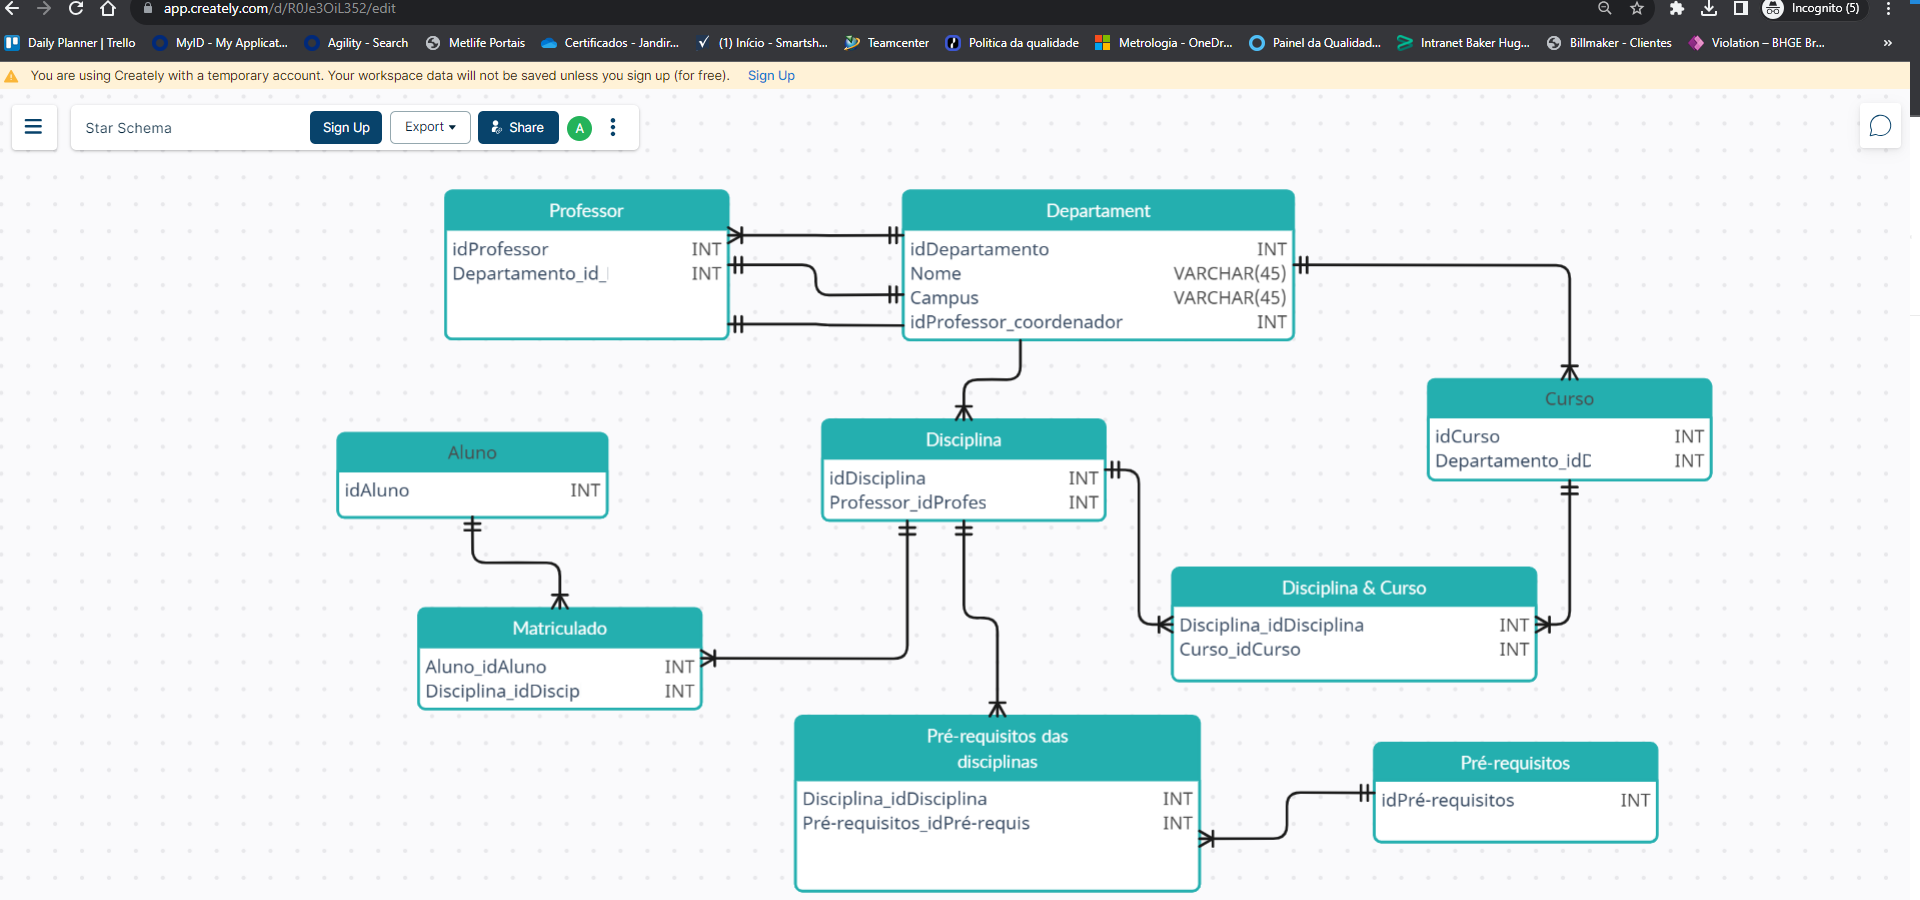 app.creately.com/d/R0Je3OiL352/edit
Incognito (5)
Daily Planner | Trello
MyID - My Applicat...
Agility - Search
Metlife Portais
Certificados - Jandir...
(1) Início - Smartsh...
Teamcenter
Politica da qualidade
Metrologia - OneDr...
Painel da Qualidad...
Intranet Baker Hug...
Billmaker - Clientes
Violation – BHGE Br...
»
You are using Creately with a temporary account. Your workspace data will not be saved unless you sign up (for free). Sign Up
Star Schema
Sign Up
Export
Share
A
Professor
idProfessor INT
Departamento_id_ INT
Departament
idDepartamento INT
Nome VARCHAR(45)
Campus VARCHAR(45)
idProfessor_coordenador INT
Curso
idCurso INT
Departamento_idD INT
Aluno
idAluno INT
Disciplina
idDisciplina INT
Professor_idProfes INT
Matriculado
Aluno_idAluno INT
Disciplina_idDiscip INT
Disciplina & Curso
Disciplina_idDisciplina INT
Curso_idCurso INT
Pré-requisitos das
disciplinas
Disciplina_idDisciplina INT
Pré-requisitos_idPré-requis INT
Pré-requisitos
idPré-requisitos INT